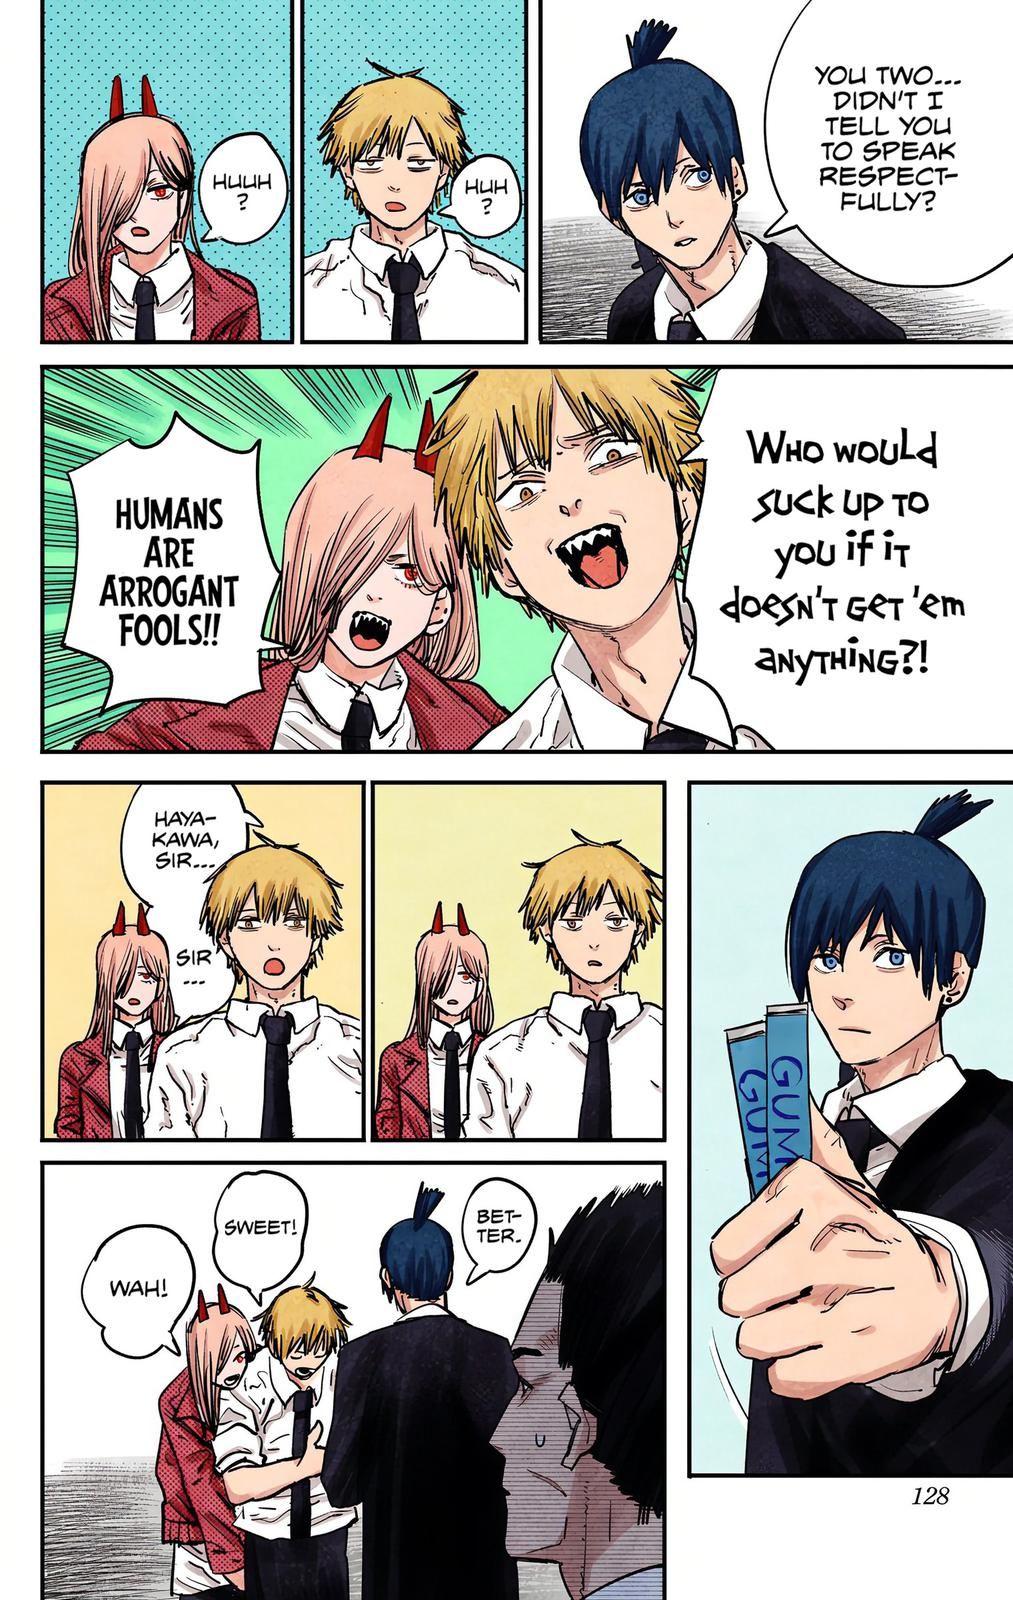 YOU TWO...
DIDN'T I
TELL YOU
TO SPEAK
RESPECT-
FULLY?
HUH
?
HUUH
?
WHO WOULD
SUCK UP TO
YOU if iT
doESN'T GET 'em
ANYTHiNG?!
HUMANS
ARE
ARROGANT
FOOLS!!
GUM
GUM
HAYA-
KAWA,
SIR...
SIR
...
BET-
TER.
SWEET!
WAH!
128